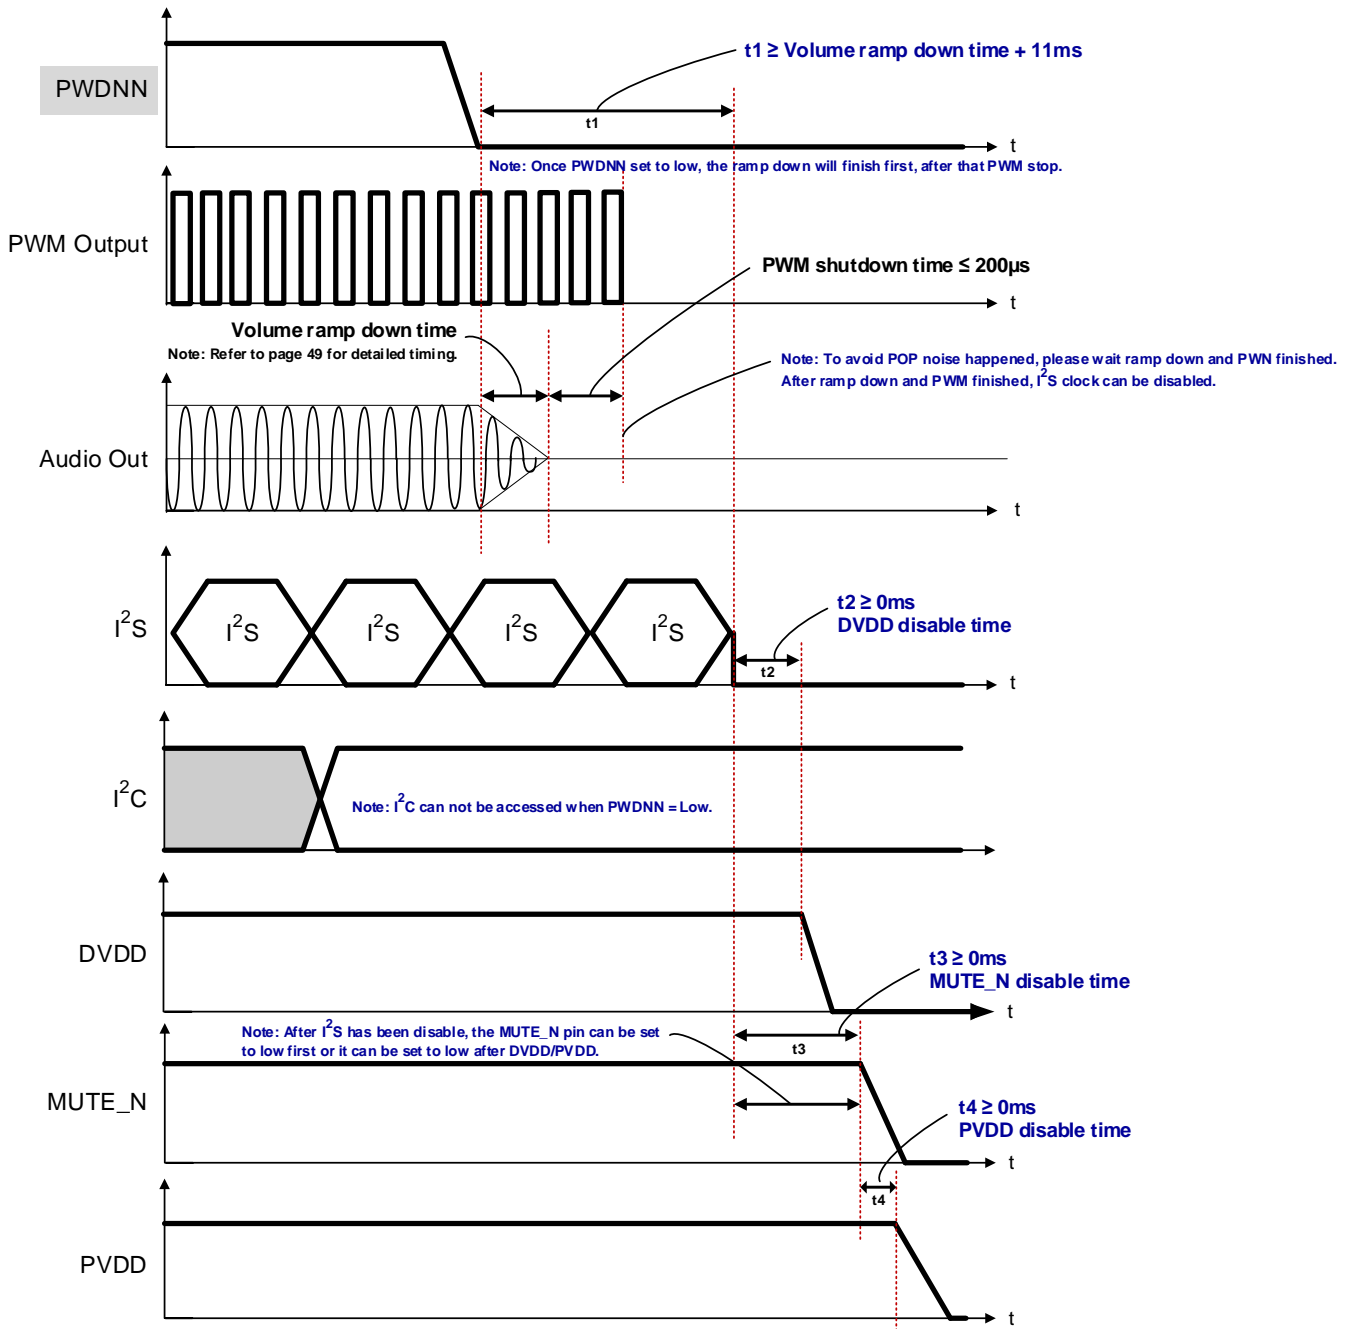 t1 ≥ Volume ramp down time + 11ms
PWDNN
t1
t
Note: Once PWDNN set to low, the ramp down will finish first, after that PWM stop.
PWM Output
PWM shutdown time ≤ 200µs
t
Volume ramp down time
Note: Refer to page 49 for detailed timing.
Note: To avoid POP noise happened, please wait ramp down and PWN finished.
After ramp down and PWM finished, I²S clock can be disabled.
Audio Out
t
t2 ≥ 0ms
DVDD disable time
I²S
I²S I²S I²S I²S
t2
t
I²C
Note: I²C can not be accessed when PWDNN = Low.
DVDD
t3 ≥ 0ms
MUTE_N disable time
t
Note: After I²S has been disable, the MUTE_N pin can be set
to low first or it can be set to low after DVDD/PVDD.
t3
MUTE_N
t4 ≥ 0ms
PVDD disable time
t
t4
PVDD
t